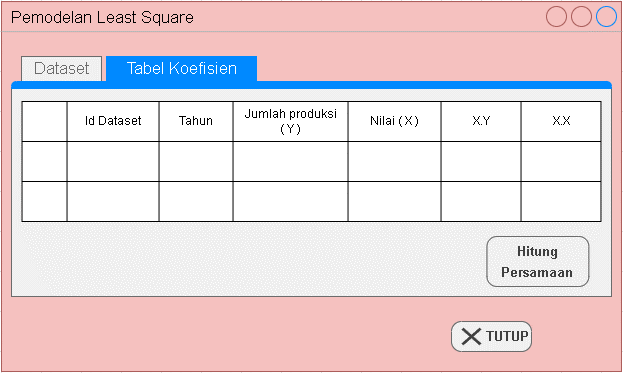 Pemodelan Least Square
Dataset
Tabel Koefisien
Id Dataset
Tahun
Jumlah produksi
( Y )
Nilai ( X )
X.Y
X.X
Hitung
Persamaan
TUTUP